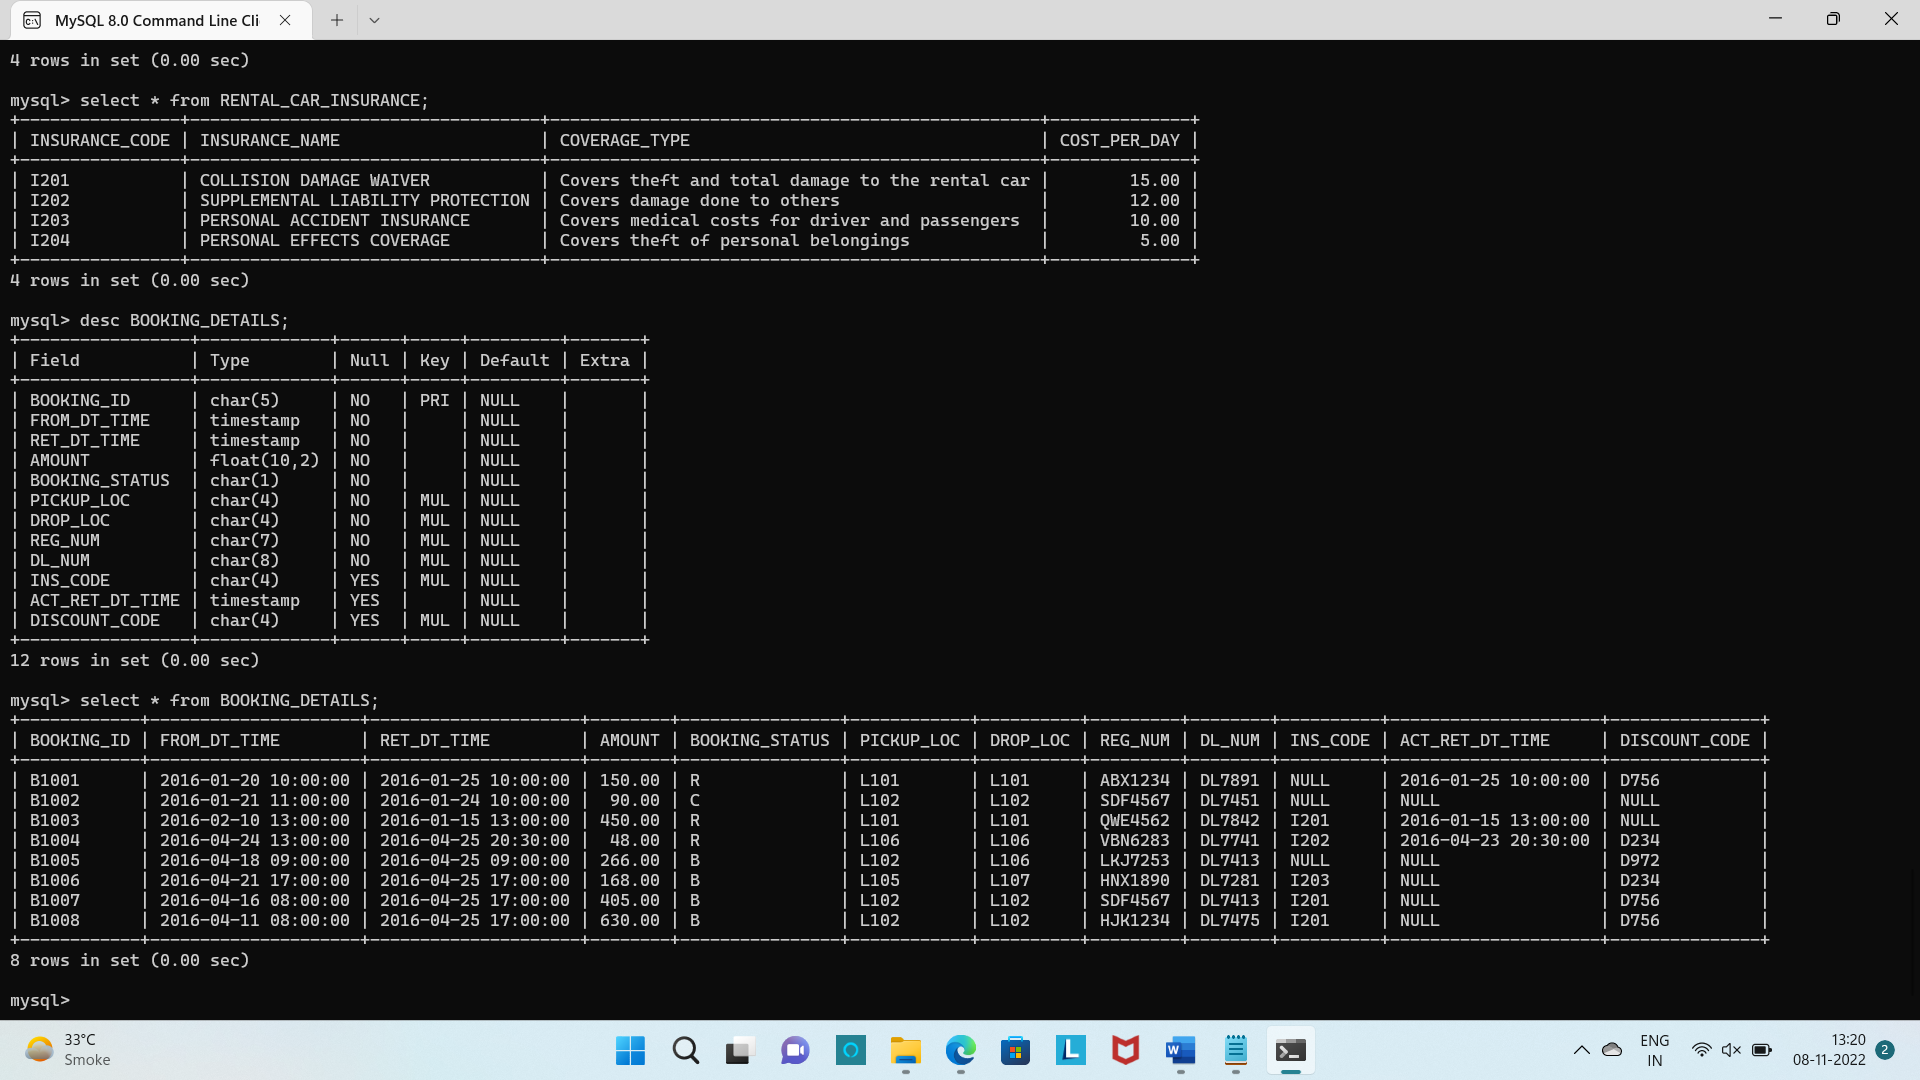 MySQL 8.0 Command Line Cli
4 rows in set (0.00 sec)
mysql> select * from RENTAL_CAR_INSURANCE;
+----------------+-----------------------------------+-------------------------------------------------+--------------+
| INSURANCE_CODE | INSURANCE_NAME                    | COVERAGE_TYPE                                   | COST_PER_DAY |
+----------------+-----------------------------------+-------------------------------------------------+--------------+
| I201           | COLLISION DAMAGE WAIVER           | Covers theft and total damage to the rental car |        15.00 |
| I202           | SUPPLEMENTAL LIABILITY PROTECTION | Covers damage done to others                    |        12.00 |
| I203           | PERSONAL ACCIDENT INSURANCE       | Covers medical costs for driver and passengers  |        10.00 |
| I204           | PERSONAL EFFECTS COVERAGE         | Covers theft of personal belongings             |         5.00 |
+----------------+-----------------------------------+-------------------------------------------------+--------------+
4 rows in set (0.00 sec)
mysql> desc BOOKING_DETAILS;
+-----------------+-------------+------+-----+---------+-------+
| Field           | Type        | Null | Key | Default | Extra |
+-----------------+-------------+------+-----+---------+-------+
| BOOKING_ID      | char(5)     | NO   | PRI | NULL    |       |
| FROM_DT_TIME    | timestamp   | NO   |     | NULL    |       |
| RET_DT_TIME     | timestamp   | NO   |     | NULL    |       |
| AMOUNT          | float(10,2) | NO   |     | NULL    |       |
| BOOKING_STATUS  | char(1)     | NO   |     | NULL    |       |
| PICKUP_LOC      | char(4)     | NO   | MUL | NULL    |       |
| DROP_LOC        | char(4)     | NO   | MUL | NULL    |       |
| REG_NUM         | char(7)     | NO   | MUL | NULL    |       |
| DL_NUM          | char(8)     | NO   | MUL | NULL    |       |
| INS_CODE        | char(4)     | YES  | MUL | NULL    |       |
| ACT_RET_DT_TIME | timestamp   | YES  |     | NULL    |       |
| DISCOUNT_CODE   | char(4)     | YES  | MUL | NULL    |       |
+-----------------+-------------+------+-----+---------+-------+
12 rows in set (0.00 sec)
mysql> select * from BOOKING_DETAILS;
+------------+---------------------+---------------------+--------+----------------+------------+----------+---------+--------+----------+---------------------+---------------+
| BOOKING_ID | FROM_DT_TIME        | RET_DT_TIME         | AMOUNT | BOOKING_STATUS | PICKUP_LOC | DROP_LOC | REG_NUM | DL_NUM | INS_CODE | ACT_RET_DT_TIME     | DISCOUNT_CODE |
+------------+---------------------+---------------------+--------+----------------+------------+----------+---------+--------+----------+---------------------+---------------+
| B1001      | 2016-01-20 10:00:00 | 2016-01-25 10:00:00 | 150.00 | R              | L101       | L101     | ABX1234 | DL7891 | NULL     | 2016-01-25 10:00:00 | D756          |
| B1002      | 2016-01-21 11:00:00 | 2016-01-24 10:00:00 |  90.00 | C              | L102       | L102     | SDF4567 | DL7451 | NULL     | NULL                | NULL          |
| B1003      | 2016-02-10 13:00:00 | 2016-01-15 13:00:00 | 450.00 | R              | L101       | L101     | QWE4562 | DL7842 | I201     | 2016-01-15 13:00:00 | NULL          |
| B1004      | 2016-04-24 13:00:00 | 2016-04-25 20:30:00 |  48.00 | R              | L106       | L106     | VBN6283 | DL7741 | I202     | 2016-04-23 20:30:00 | D234          |
| B1005      | 2016-04-18 09:00:00 | 2016-04-25 09:00:00 | 266.00 | B              | L102       | L106     | LKJ7253 | DL7413 | NULL     | NULL                | D972          |
| B1006      | 2016-04-21 17:00:00 | 2016-04-25 17:00:00 | 168.00 | B              | L105       | L107     | HNX1890 | DL7281 | I203     | NULL                | D234          |
| B1007      | 2016-04-16 08:00:00 | 2016-04-25 17:00:00 | 405.00 | B              | L102       | L102     | SDF4567 | DL7413 | I201     | NULL                | D756          |
| B1008      | 2016-04-11 08:00:00 | 2016-04-25 17:00:00 | 630.00 | B              | L102       | L102     | HJK1234 | DL7475 | I201     | NULL                | D756          |
+------------+---------------------+---------------------+--------+----------------+------------+----------+---------+--------+----------+---------------------+---------------+
8 rows in set (0.00 sec)
mysql>
33°C
Smoke
ENG
IN
13:20
08-11-2022
2